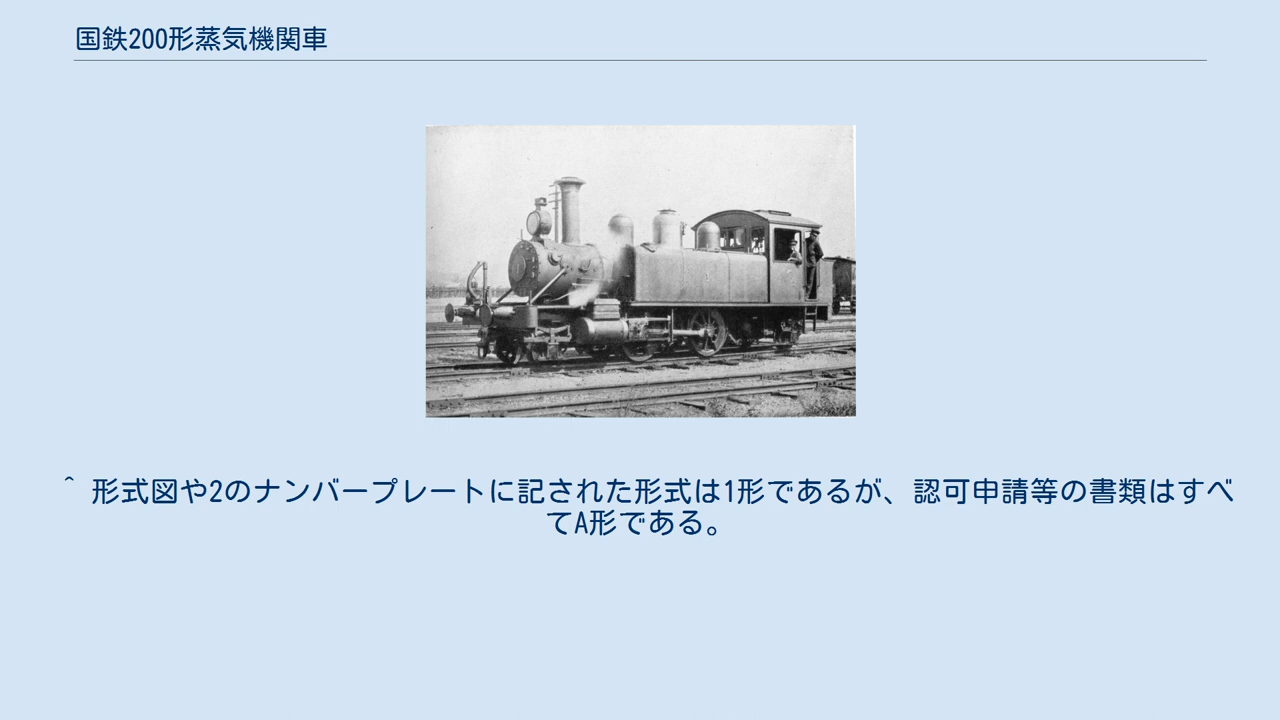 国鉄200形蒸気機関車
^ 形式図や2のナンバープレートに記された形式は1形であるが、認可申請等の書類はすべ
てA形である。